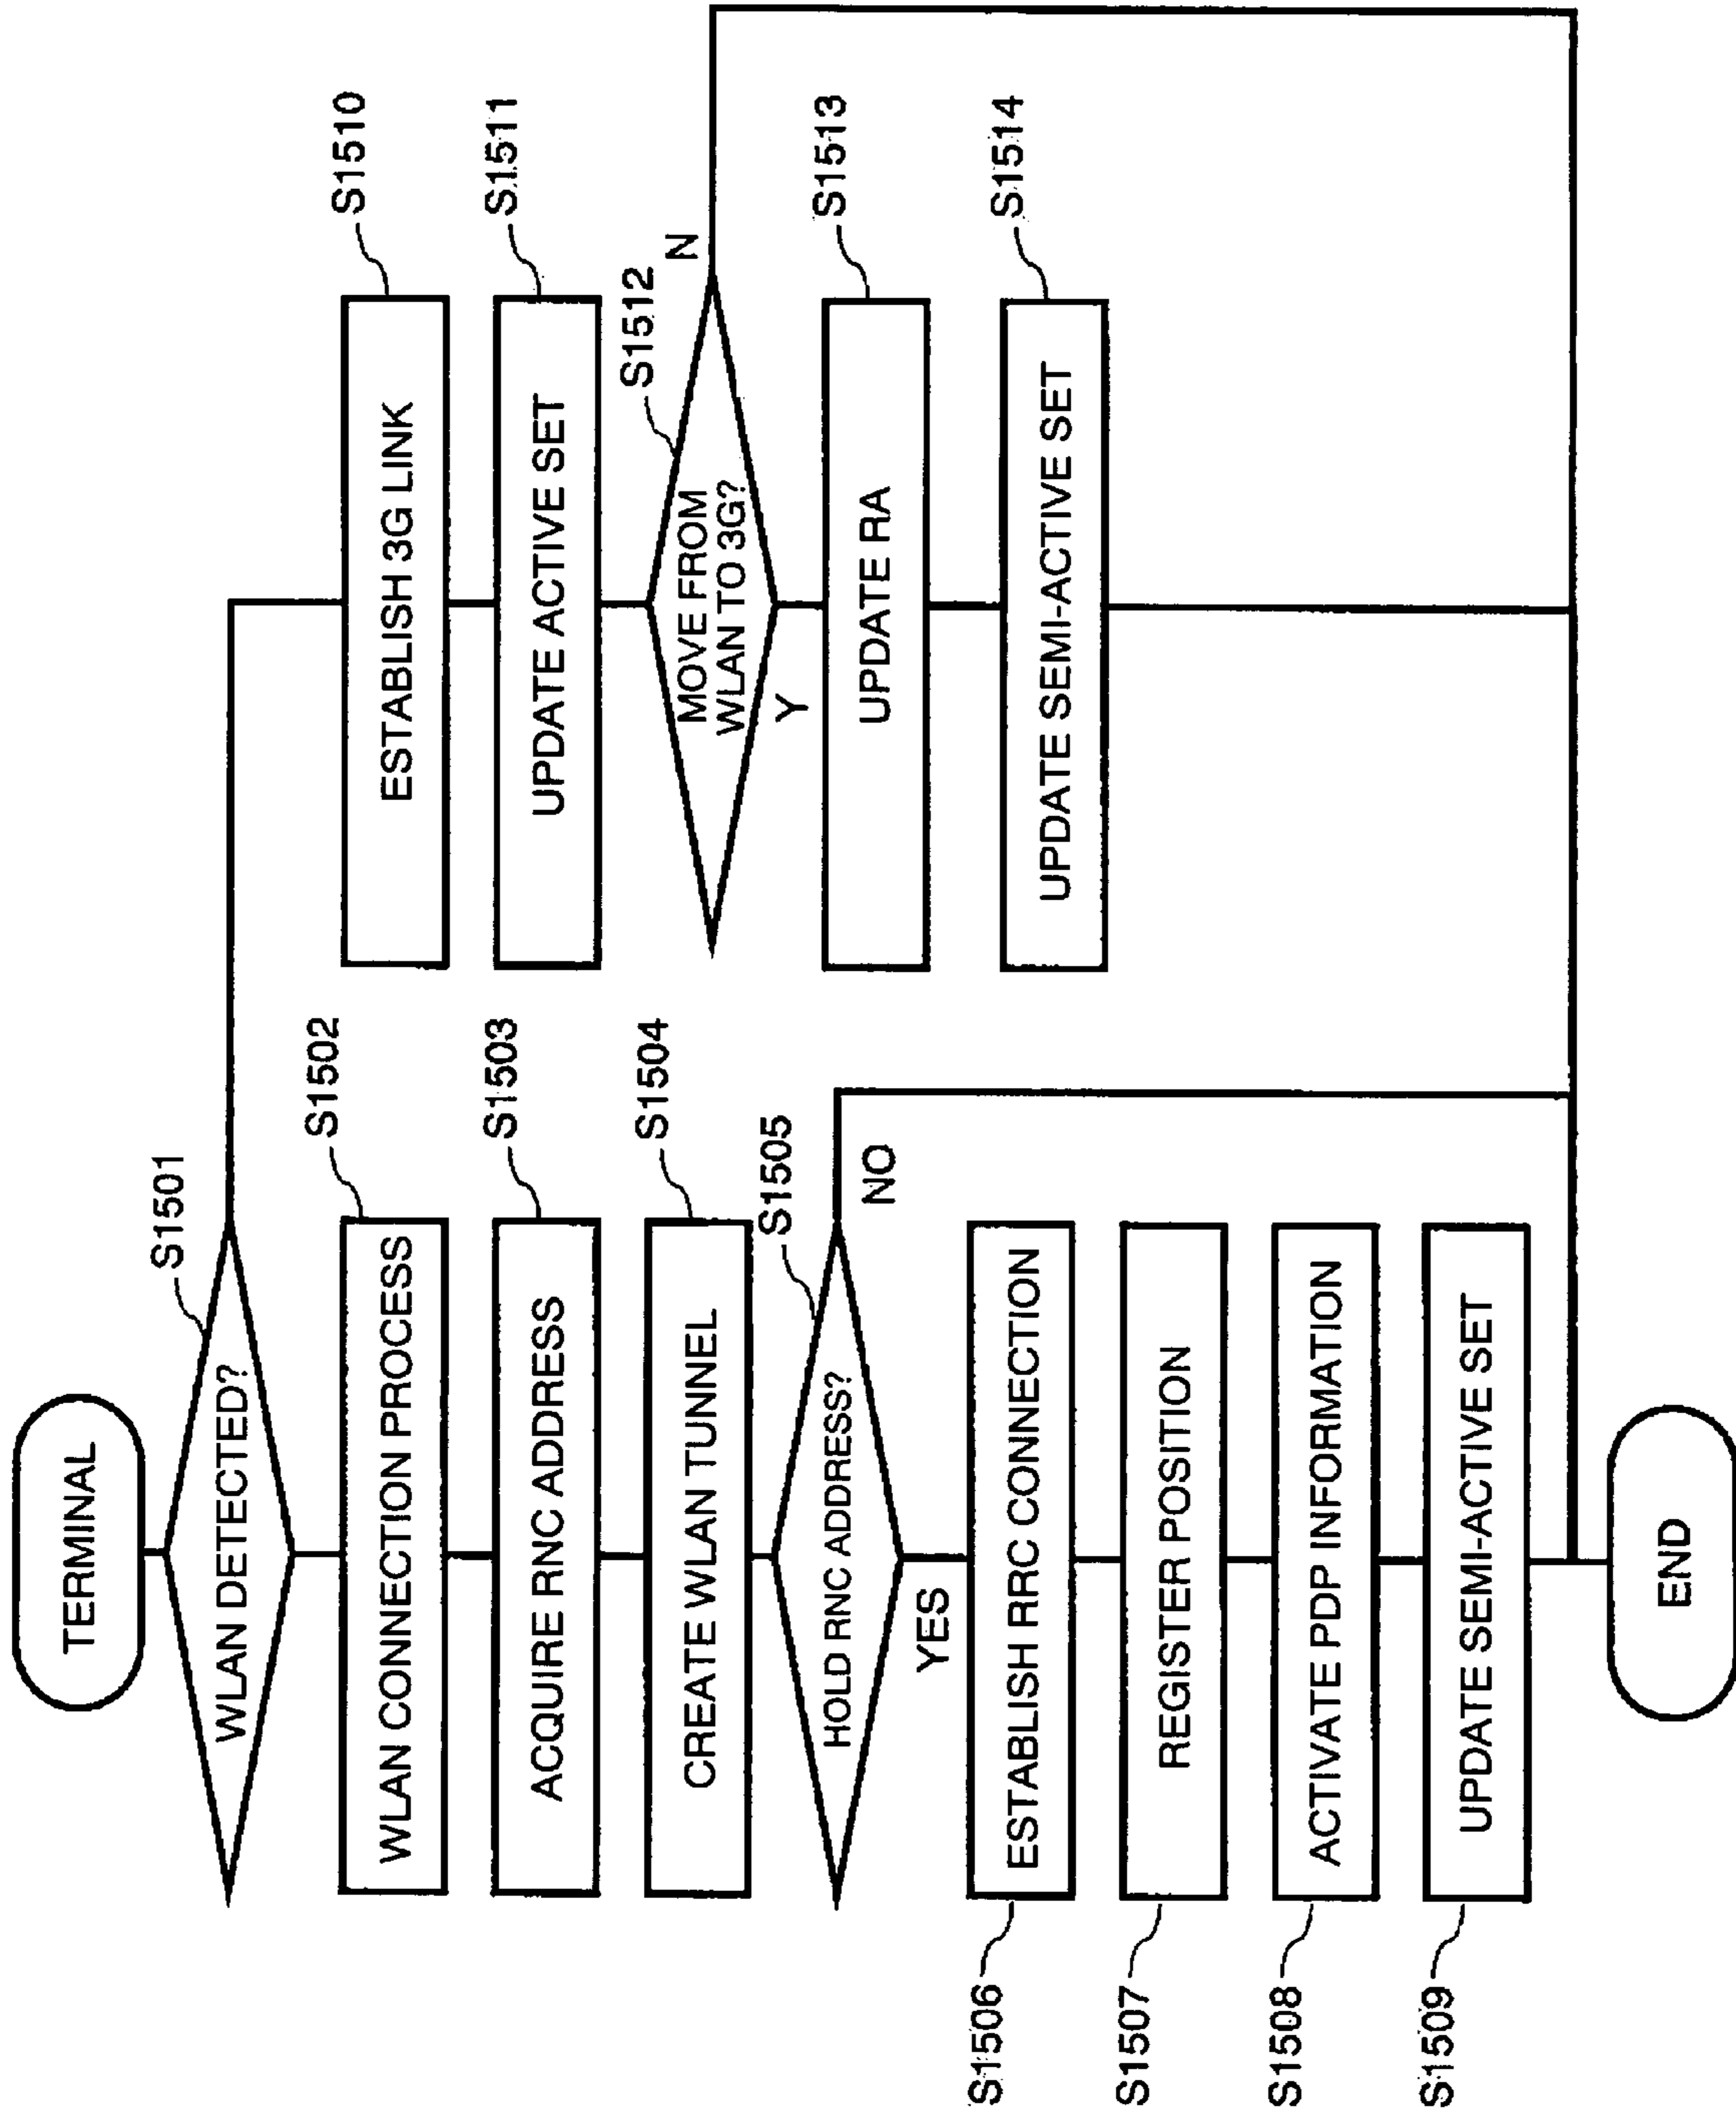 TERMINAL
S1501
WLAN DETECTED?
S1502
WLAN CONNECTION PROCESS
S1503
ACQUIRE RNC ADDRESS
S1504
CREATE WLAN TUNNEL
S1505
HOLD RNC ADDRESS?
NO
YES
S1506
ESTABLISH RRC CONNECTION
S1507
REGISTER POSITION
S1508
ACTIVATE PDP INFORMATION
S1509
UPDATE SEMI-ACTIVE SET
END
S1510
ESTABLISH 3G LINK
S1511
UPDATE ACTIVE SET
S1512
MOVE FROM
WLAN TO 3G?
N
Y
S1513
UPDATE RA
S1514
UPDATE SEMI-ACTIVE SET